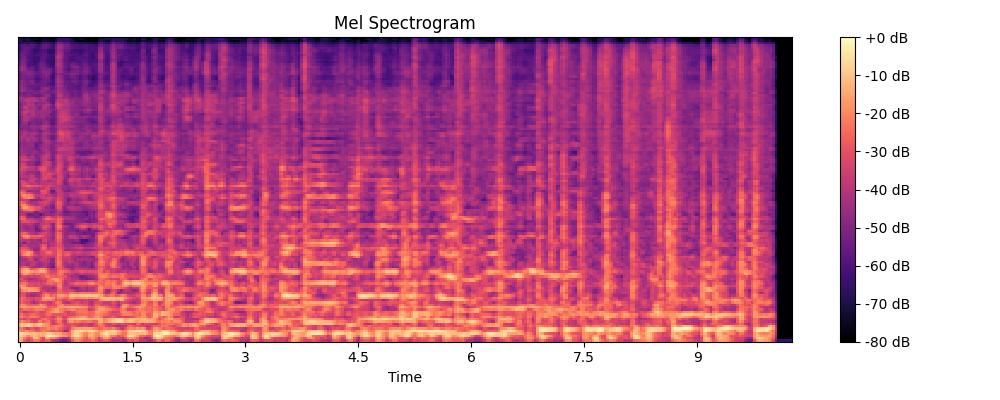 Mel Spectrogram
+0 dB
-10 dB
-20 dB
-30 dB
-40 dB
-50 dB
-60 dB
-70 dB
-80 dB
0 1.5 3 4.5 6 7.5 9
Time